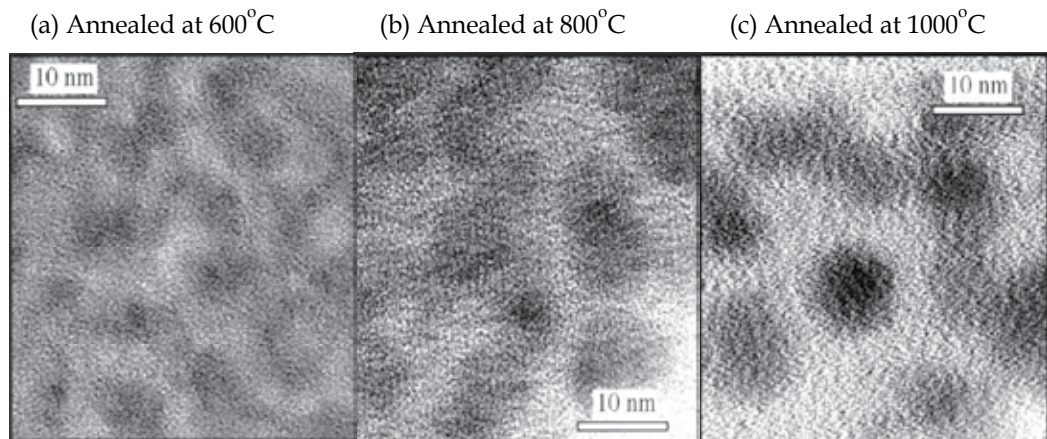 (a) Annealed at 600°C
(b) Annealed at 800°C
(c) Annealed at 1000°C
10 nm
10 nm
10 nm